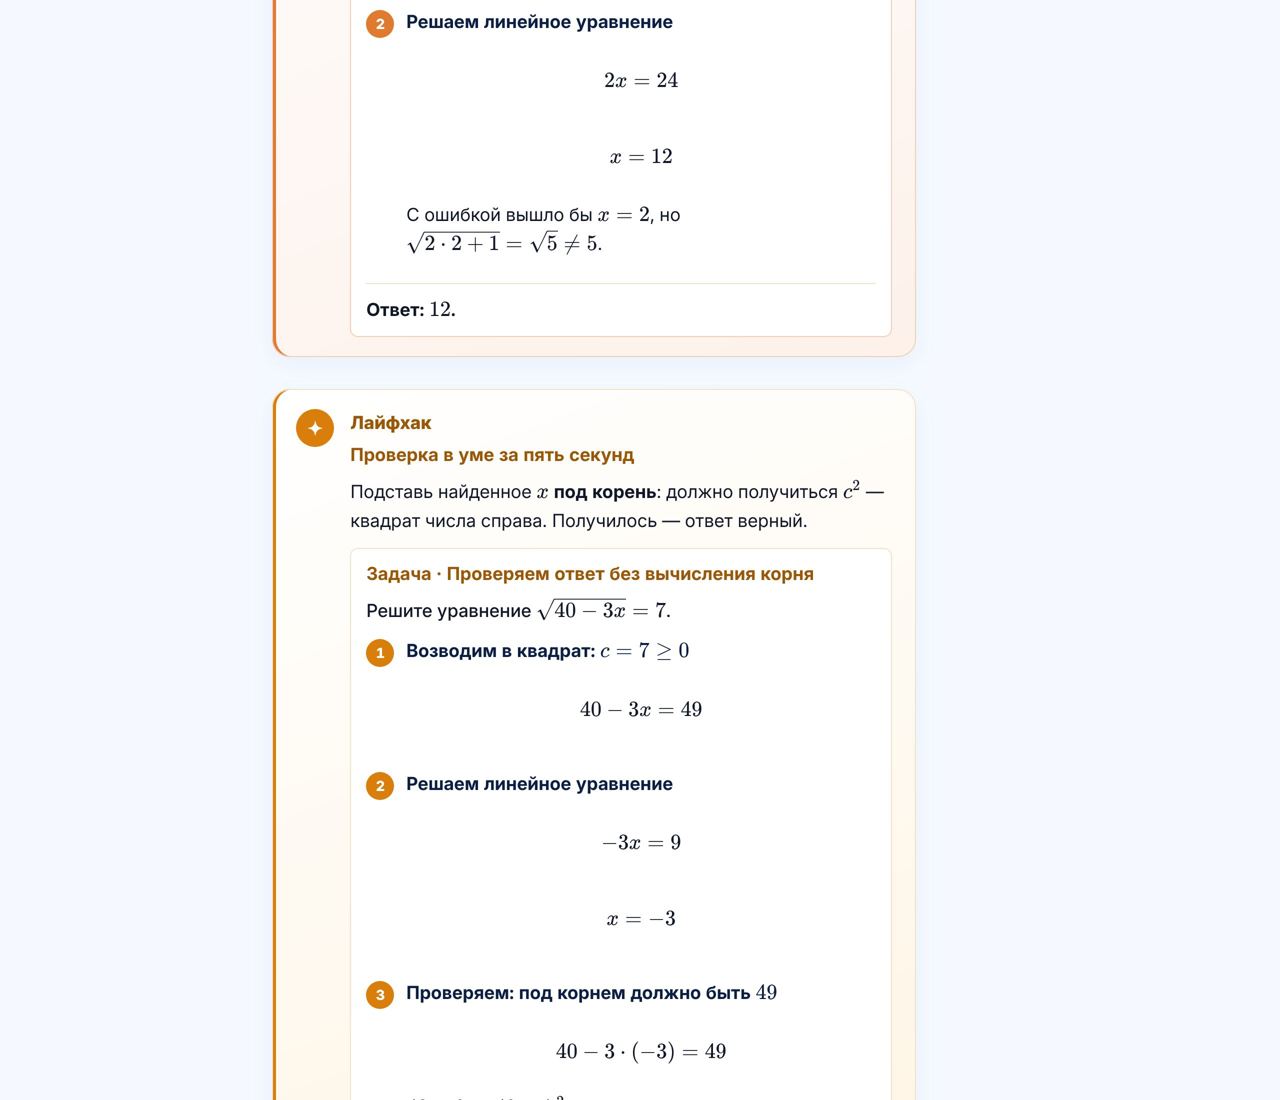 2 Решаем линейное уравнение
2x = 24
x = 12
С ошибкой вышло бы x = 2, но
√(2 · 2 + 1) = √5 ≠ 5.
Ответ: 12.
Лайфхак
Проверка в уме за пять секунд
Подставь найденное x под корень: должно получиться c² —
квадрат числа справа. Получилось — ответ верный.
Задача · Проверяем ответ без вычисления корня
Решите уравнение √(40 − 3x) = 7.
1 Возводим в квадрат: c = 7 ≥ 0
40 − 3x = 49
2 Решаем линейное уравнение
−3x = 9
x = −3
3 Проверяем: под корнем должно быть 49
40 − 3 · (−3) = 49